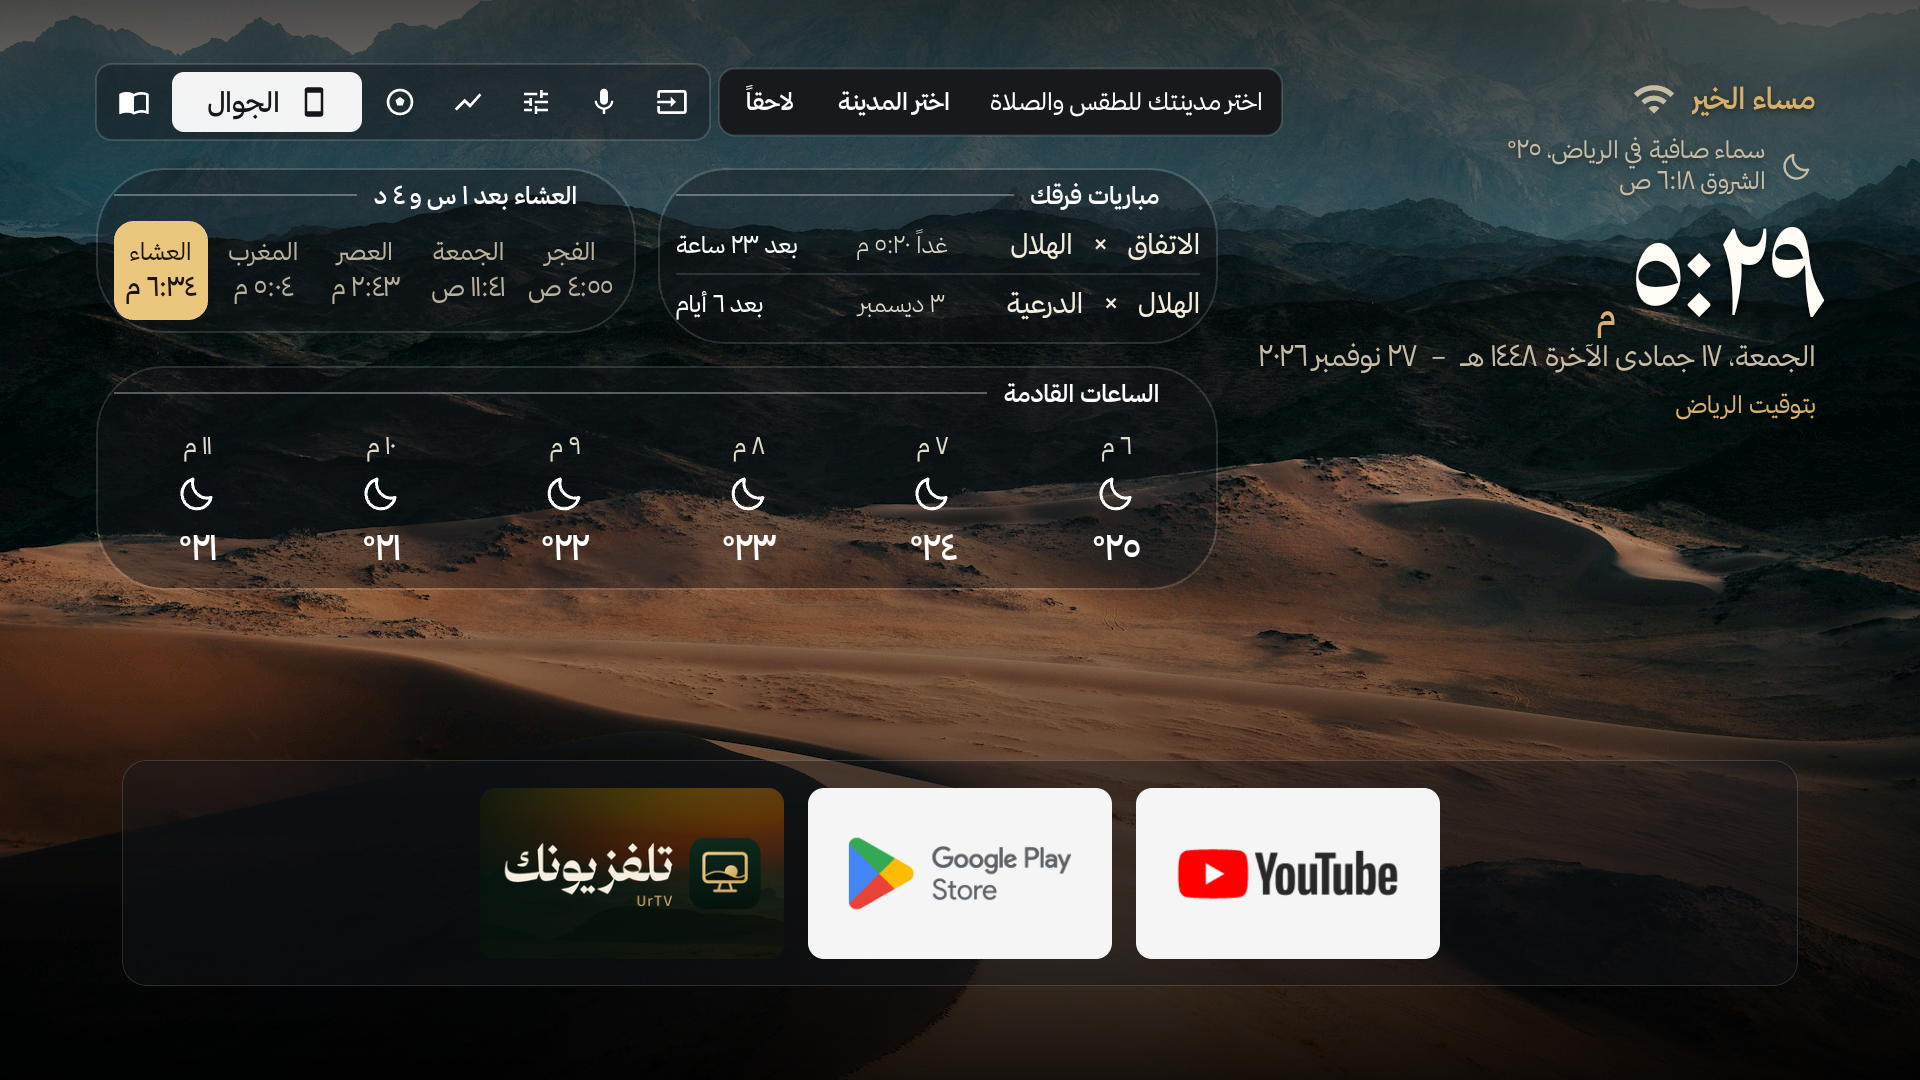 مساء الخير
سماء صافية في الرياض، ٢٥°
الشروق ٦:١٨ ص
٥:٢٩ م
الجمعة، ١٧ جمادى الآخرة ١٤٤٨ هـ – ٢٧ نوفمبر ٢٠٢٦
بتوقيت الرياض
اختر مدينتك للطقس والصلاة اختر المدينة لاحقاً
الجوال
مباريات فرقك
الاتفاق × الهلال غداً ٥:٢٠ م بعد ٢٣ ساعة
الهلال × الدرعية ٣ ديسمبر بعد ٦ أيام
العشاء بعد ١ س و ٤ د
الفجر الجمعة العصر المغرب العشاء
٤:٥٥ ص ١١:٤١ ص ٢:٤٣ م ٥:٠٤ م ٦:٣٤ م
الساعات القادمة
٦ م ٧ م ٨ م ٩ م ١٠ م ١١ م
٢٥° ٢٤° ٢٣° ٢٢° ٢١° ٢١°
YouTube
Google Play
Store
تلفزيونك
UrTV